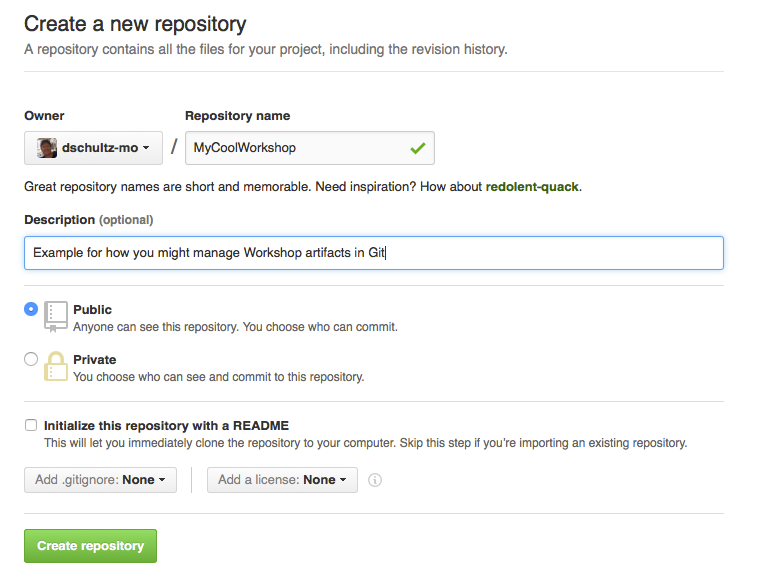 Create a new repository
A repository contains all the files for your project, including the revision history.
Owner
Repository name
dschultz-mo
/
MyCoolWorkshop
Great repository names are short and memorable. Need inspiration? How about redolent-quack.
Description (optional)
Example for how you might manage Workshop artifacts in Git
Public
Anyone can see this repository. You choose who can commit.
Private
You choose who can see and commit to this repository.
Initialize this repository with a README
This will let you immediately clone the repository to your computer. Skip this step if you're importing an existing repository.
Add .gitignore: None
Add a license: None
Create repository